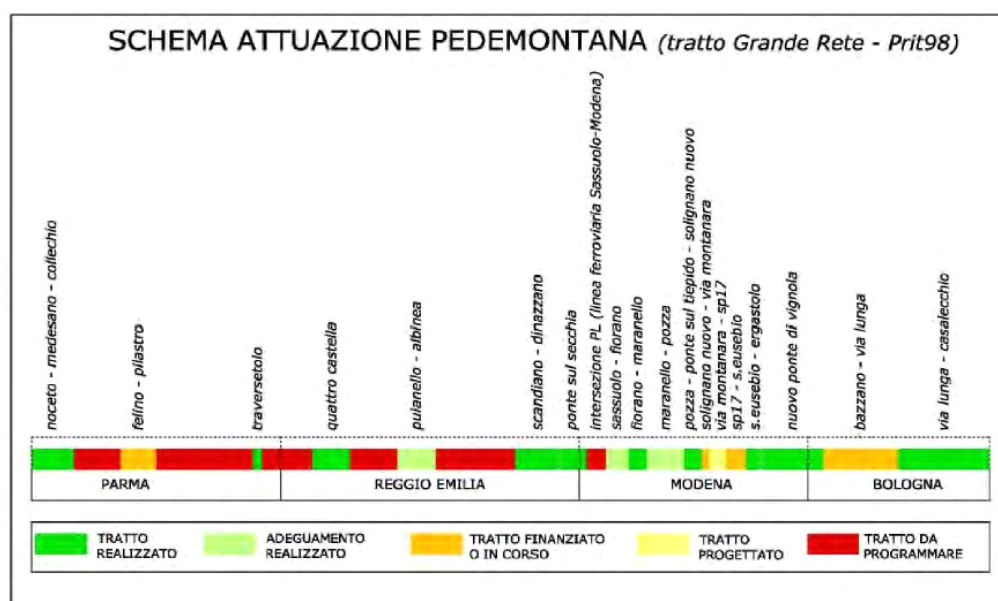 SCHEMA ATTUAZIONE PEDEMONTANA (tratto Grande Rete - Prit98)
noceto - medesano - collechio
felino - pilastro
traversetolo
quattro castella
puianello - albinea
scandiano - dinazzano
ponte sul secchia
intersezione PL (linea ferroviaria Sassuolo-Modena)
sassuolo - fiorano
fiorano - maranello
maranello - pozza
pozza - ponte sul tiepido - solignano nuovo
solignano nuovo - via montanara
via montanara - sp17
sp17 - s.eusebio
s.eusebio - ergastolo
nuovo ponte di vignola
bazzano - via lunga
via lunga - casalecchio
PARMA
REGGIO EMILIA
MODENA
BOLOGNA
TRATTO
REALIZZATO
ADEGUAMENTO
REALIZZATO
TRATTO FINANZIATO
O IN CORSO
TRATTO
PROGETTATO
TRATTO DA
PROGRAMMARE